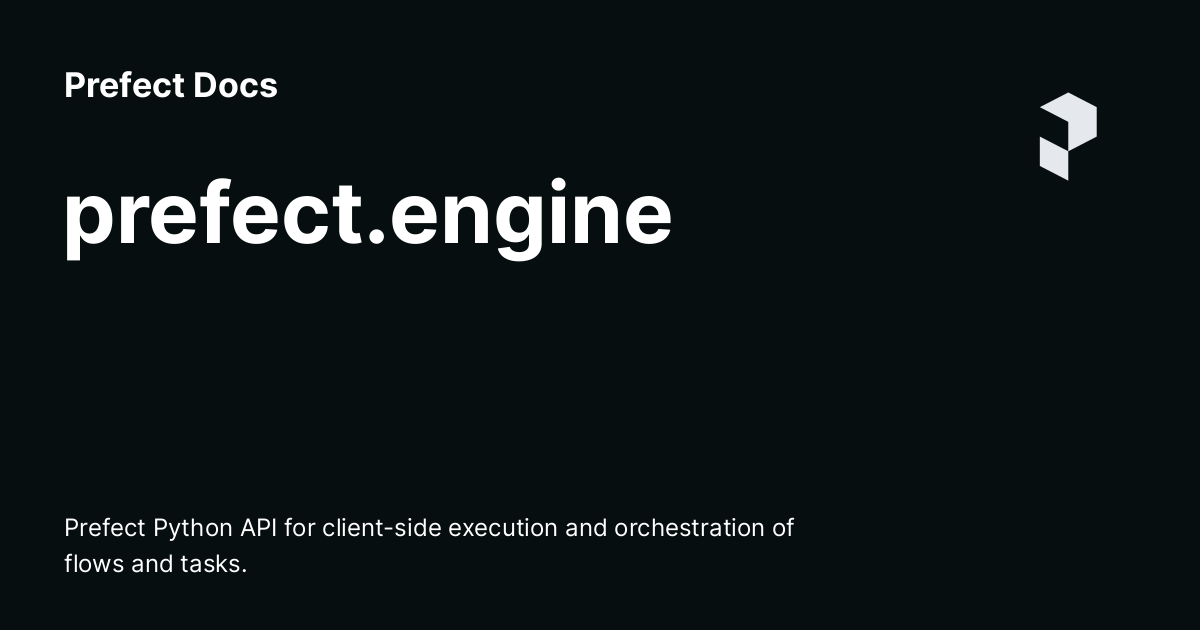 Prefect Docs
prefect.engine
Prefect Python API for client-side execution and orchestration of
flows and tasks.